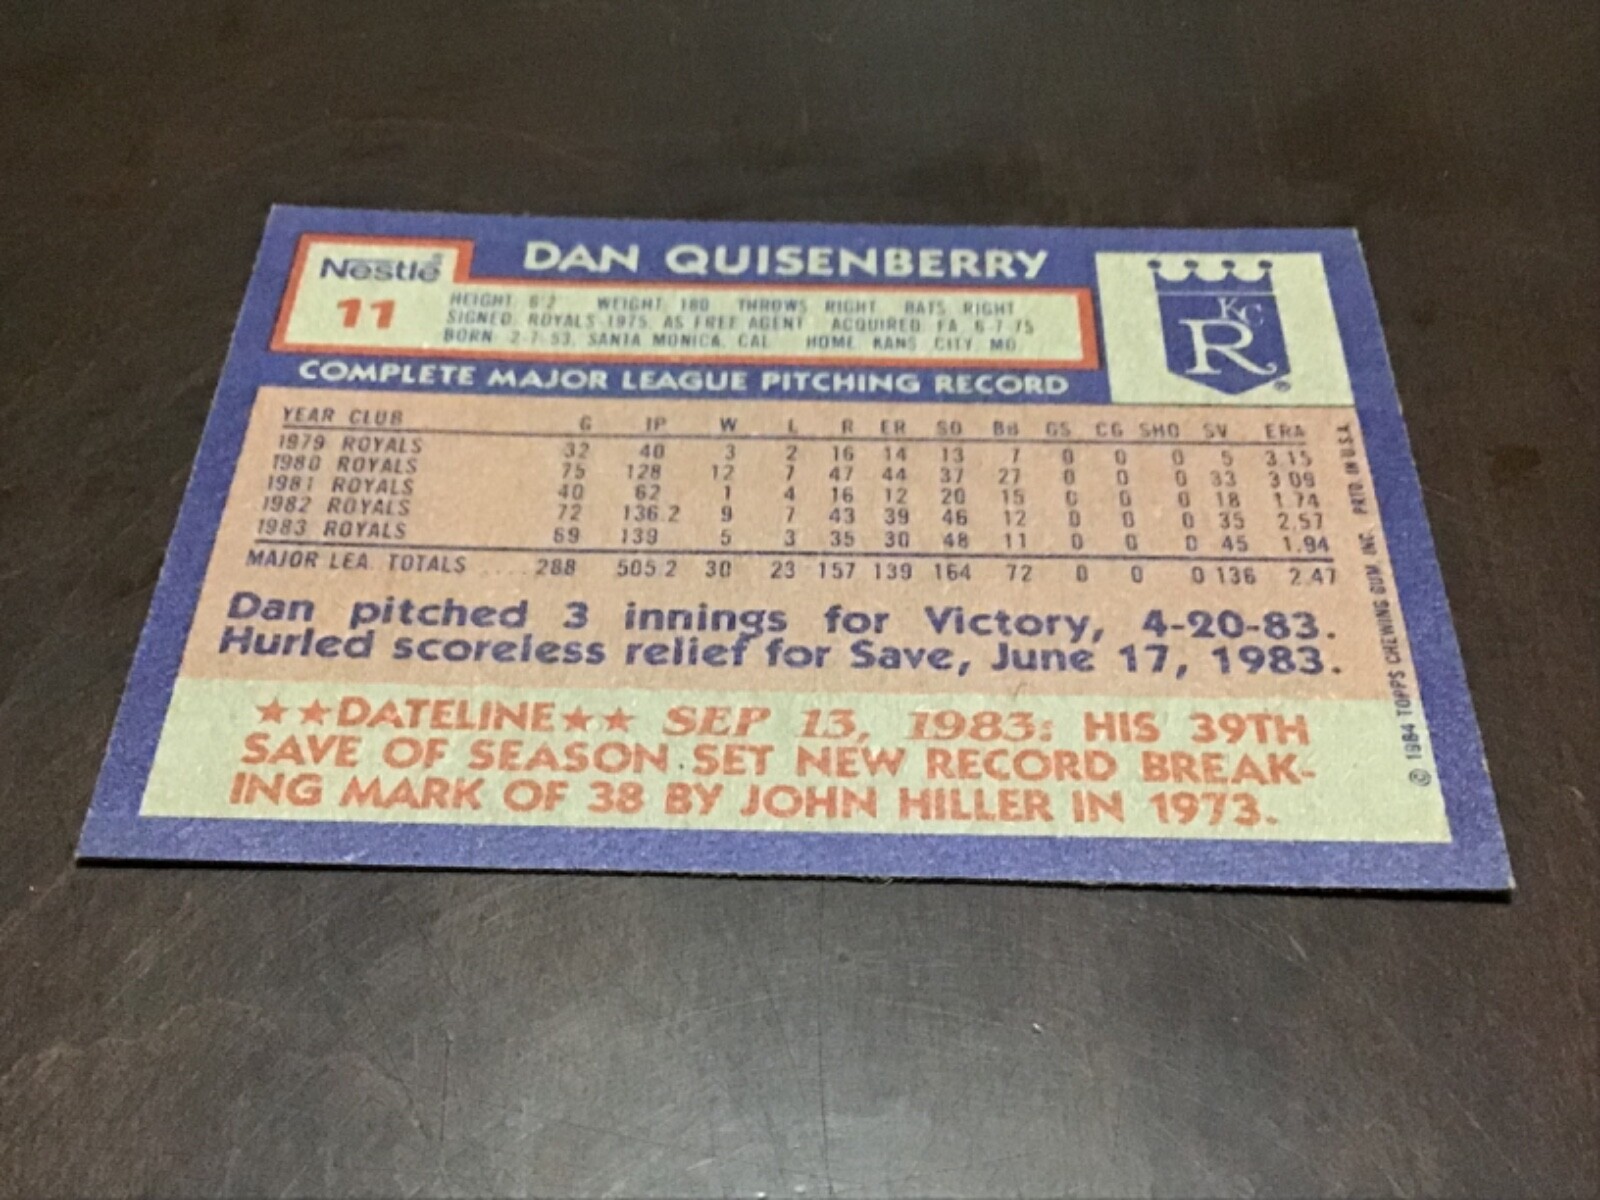 Nestlé
11
DAN QUISENBERRY
HEIGHT: 6'2" WEIGHT: 180 THROWS: RIGHT BATS: RIGHT
SIGNED: ROYALS-1975, AS FREE AGENT ACQUIRED: FA, 6-7-75
BORN: 2-7-53, SANTA MONICA, CAL. HOME: KANS. CITY, MO.
KC
R
®
COMPLETE MAJOR LEAGUE PITCHING RECORD
YEAR CLUB G IP W L R ER SO BB GS CG SHO SV ERA
1979 ROYALS 32 40 3 2 16 14 13 7 0 0 0 5 3.15
1980 ROYALS 75 128 12 7 47 44 37 27 0 0 0 33 3.09
1981 ROYALS 40 62 1 4 16 12 20 15 0 0 0 18 1.74
1982 ROYALS 72 136.2 9 7 43 39 46 12 0 0 0 35 2.57
1983 ROYALS 69 139 5 3 35 30 48 11 0 0 0 45 1.94
MAJOR LEA. TOTALS .... 288 505.2 30 23 157 139 164 72 0 0 0 136 2.47
Dan pitched 3 innings for Victory, 4-20-83.
Hurled scoreless relief for Save, June 17, 1983.
★★DATELINE★★ SEP 13, 1983: HIS 39TH
SAVE OF SEASON SET NEW RECORD BREAK-
ING MARK OF 38 BY JOHN HILLER IN 1973.
© 1984 TOPPS CHEWING GUM INC. PRTD. IN U.S.A.